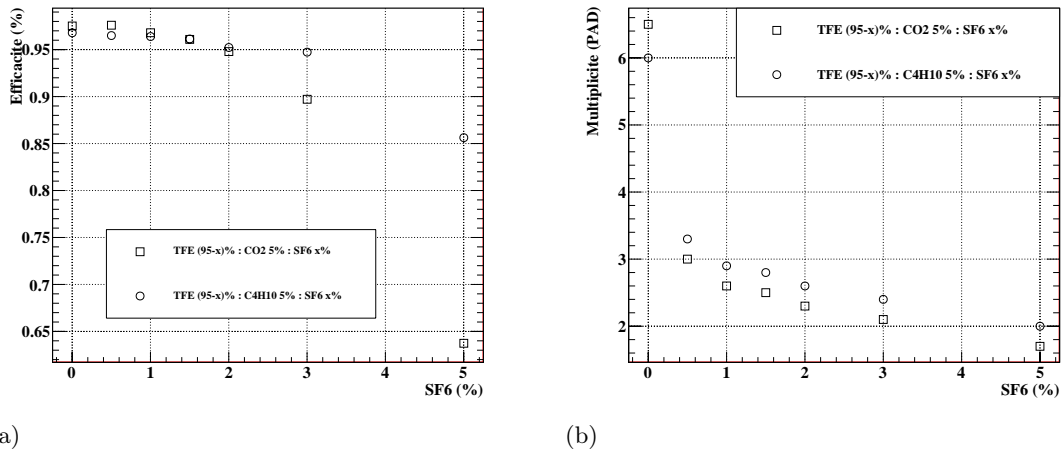 Efficacite (%)
0.95
0.9
0.85
0.8
0.75
0.7
0.65
TFE (95-x)% : CO2 5% : SF6 x%
TFE (95-x)% : C4H10 5% : SF6 x%
0 1 2 3 4 5
SF6 (%)
a)
Multiplicite (PAD)
6
5
4
3
2
TFE (95-x)% : CO2 5% : SF6 x%
TFE (95-x)% : C4H10 5% : SF6 x%
0 1 2 3 4 5
SF6 (%)
(b)